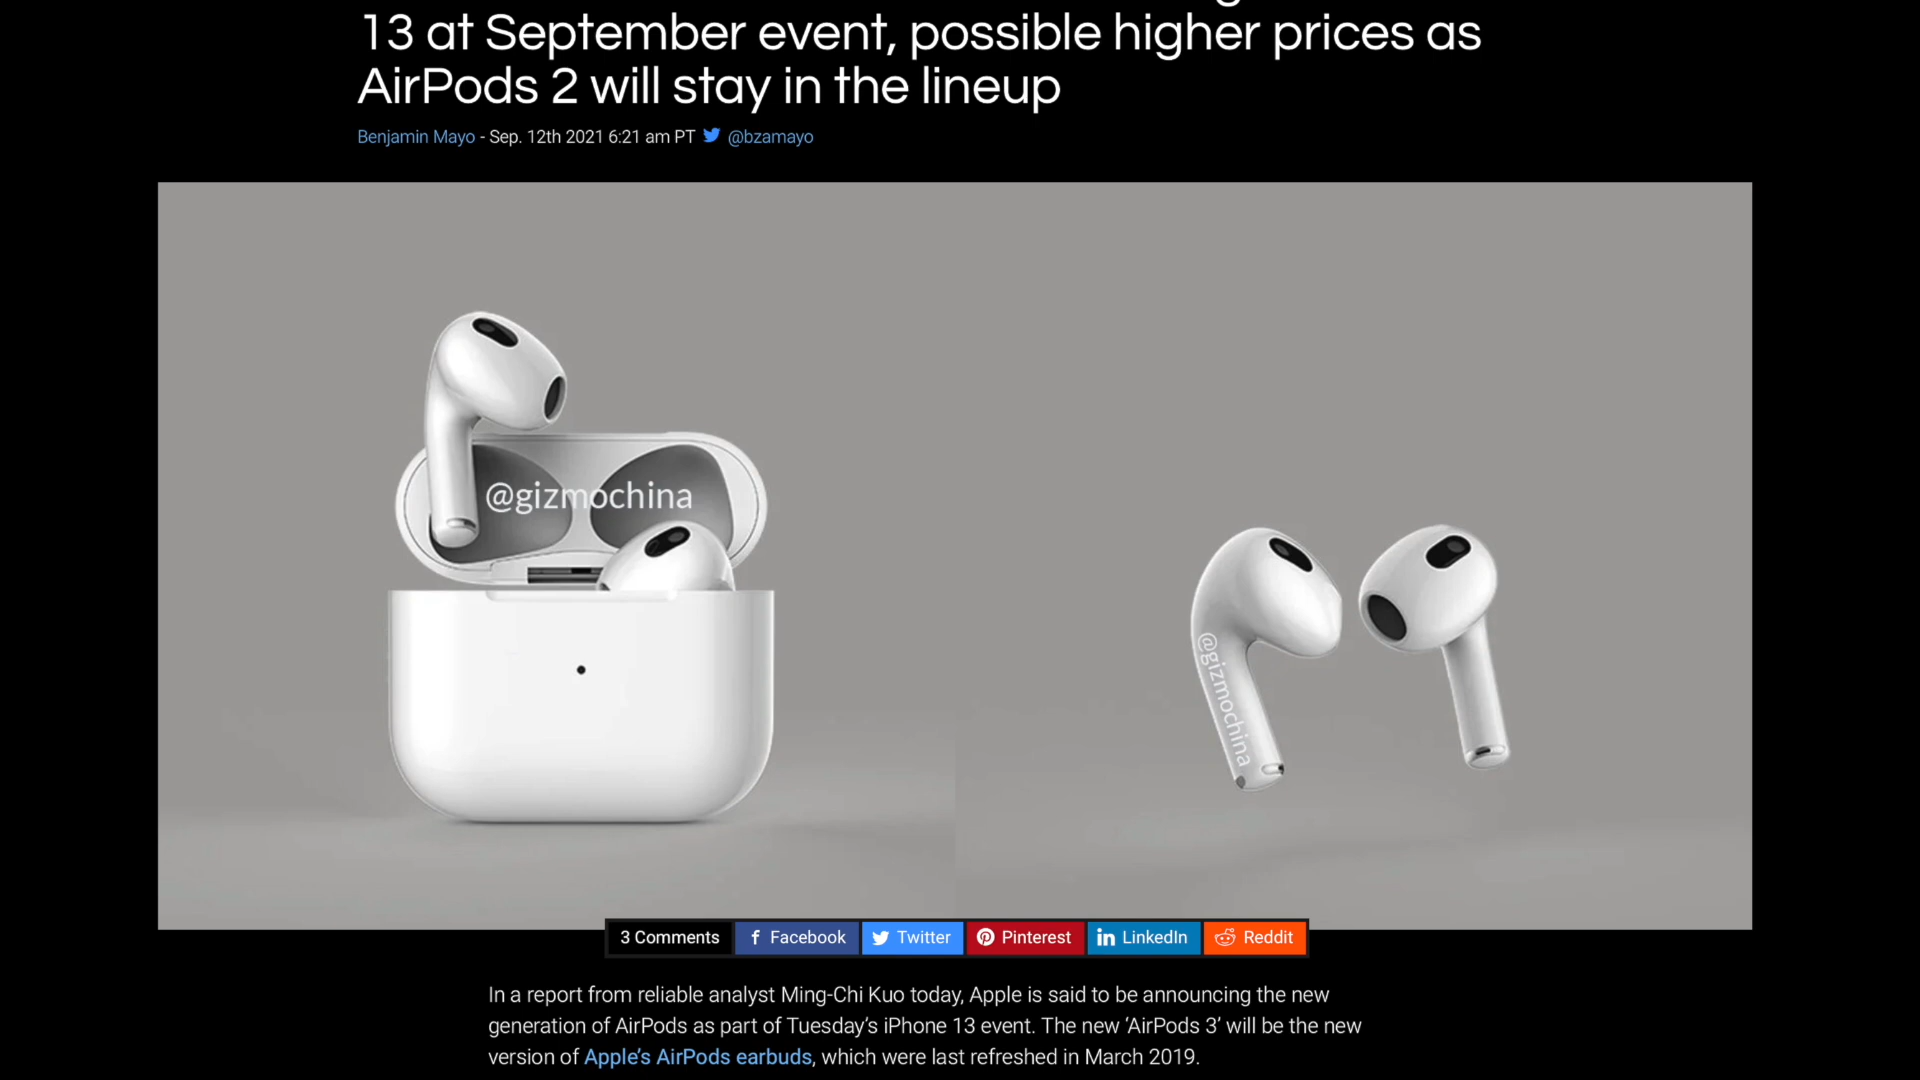 13 at September event, possible higher prices as
AirPods 2 will stay in the lineup
Benjamin Mayo - Sep. 12th 2021 6:21 am PT @bzamayo
@gizmochina
@gizmochina
3 Comments Facebook Twitter Pinterest LinkedIn Reddit
In a report from reliable analyst Ming-Chi Kuo today, Apple is said to be announcing the new
generation of AirPods as part of Tuesday’s iPhone 13 event. The new ‘AirPods 3’ will be the new
version of Apple’s AirPods earbuds, which were last refreshed in March 2019.